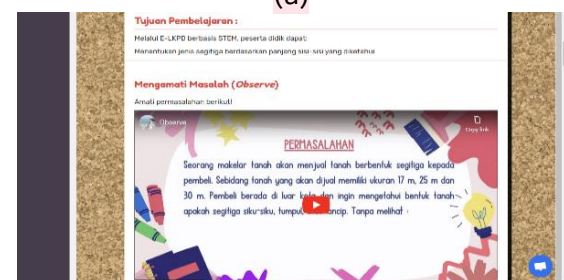 (a)
Tujuan Pembelajaran :
Melalui E-LKPD berbasis STEM, peserta didik dapat:
Menentukan jenis segitiga berdasarkan panjang sisi-sisi yang diketahui
Mengamati Masalah (Observe)
Amati permasalahan berikut!
Observe
Copy link
PERMASALAHAN
Seorang makelar tanah akan menjual tanah berbentuk segitiga kepada
pembeli. Sebidang tanah yang akan dijual memiliki ukuran 17 m, 25 m dan
30 m. Pembeli berada di luar kota dan ingin mengetahui bentuk tanah
apakah segitiga siku-siku, tumpul, lancip. Tanpa melihat